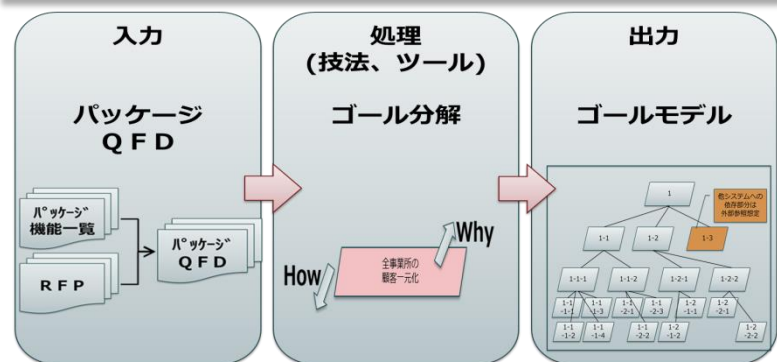 入力
パッケージ
ＱＦＤ
ﾊﾟｯｹｰｼﾞ
機能一覧
ＲＦＰ
ﾊﾟｯｹｰｼﾞ
ＱＦＤ
処理
(技法、ツール)
ゴール分解
Why
全事業所の
顧客一元化
How
出力
ゴールモデル
1
他システムへの
依存部分は
外部参照想定
1-1
1-2
1-3
1-1-1
1-1-2
1-2-1
1-2-2
1-1
-1-1
1-1
-1-3
1-1
-2-1
1-1
-2-3
1-2
-1-1
1-2
-2-1
1-1
-1-2
1-1
-1-4
1-1
-2-2
1-2
-1-2
1-2
-2-2